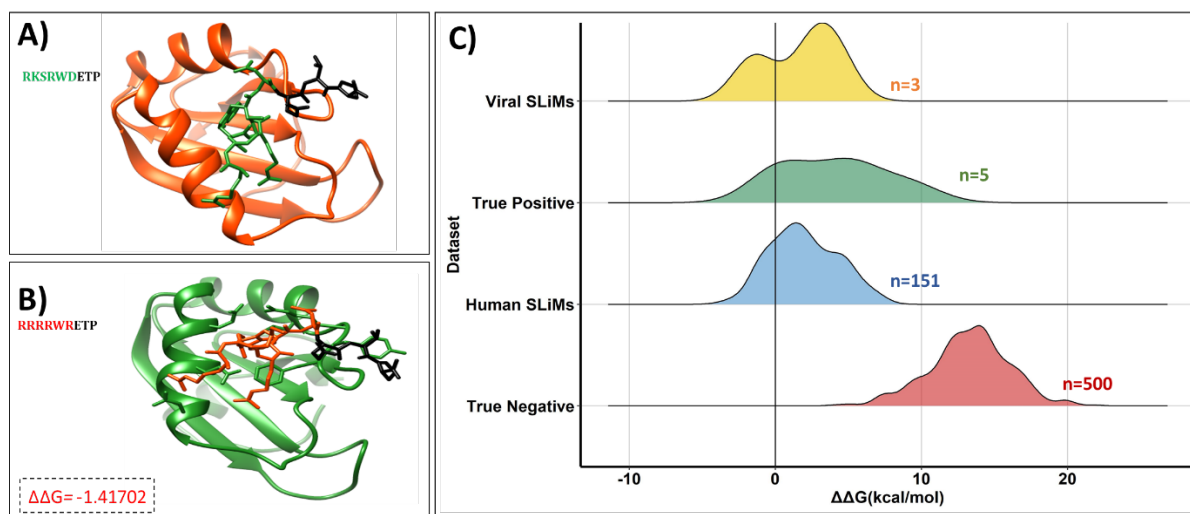 A)
RKSRWDETP
B)
RRRRWRETP
ΔΔG= -1.41702
C)
Dataset
Viral SLiMs
n=3
True Positive
n=5
Human SLiMs
n=151
True Negative
n=500
-10 0 10 20
ΔΔG(kcal/mol)